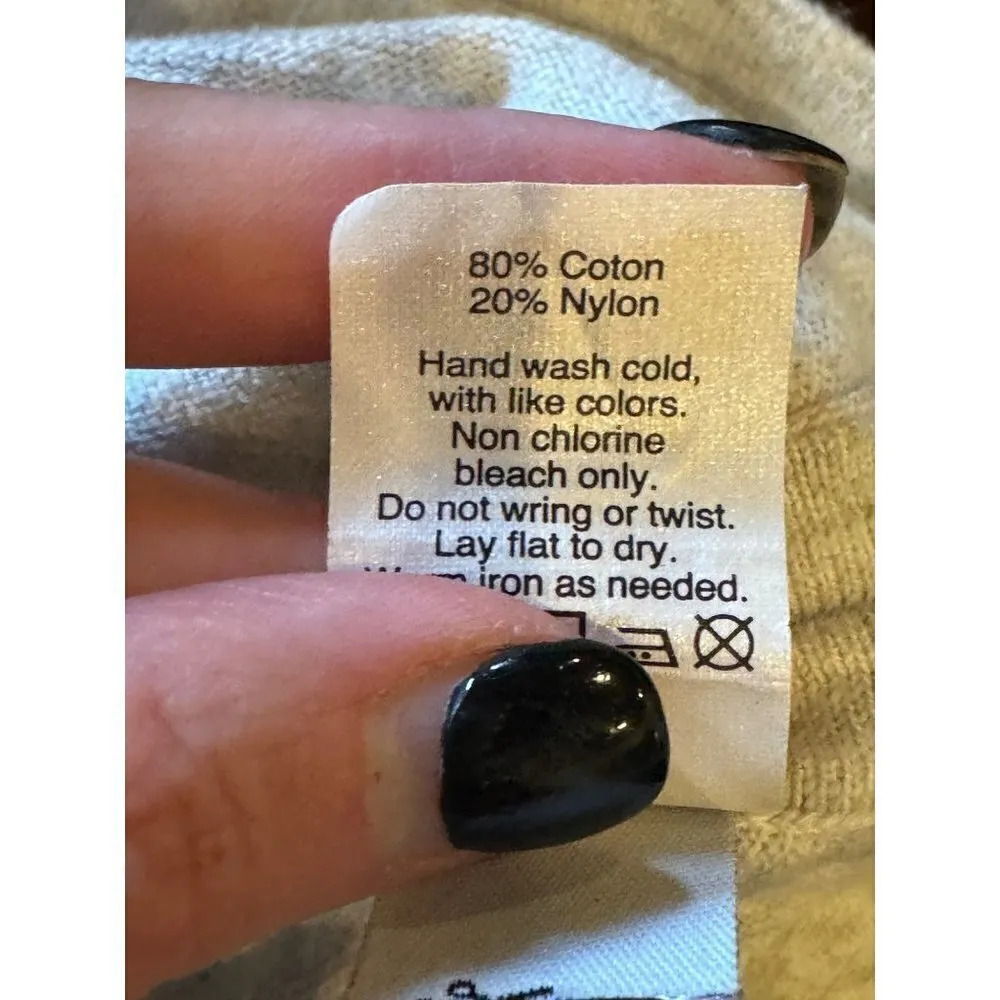 80% Coton
20% Nylon
Hand wash cold,
with like colors.
Non chlorine
bleach only.
Do not wring or twist.
Lay flat to dry.
Warm iron as needed.